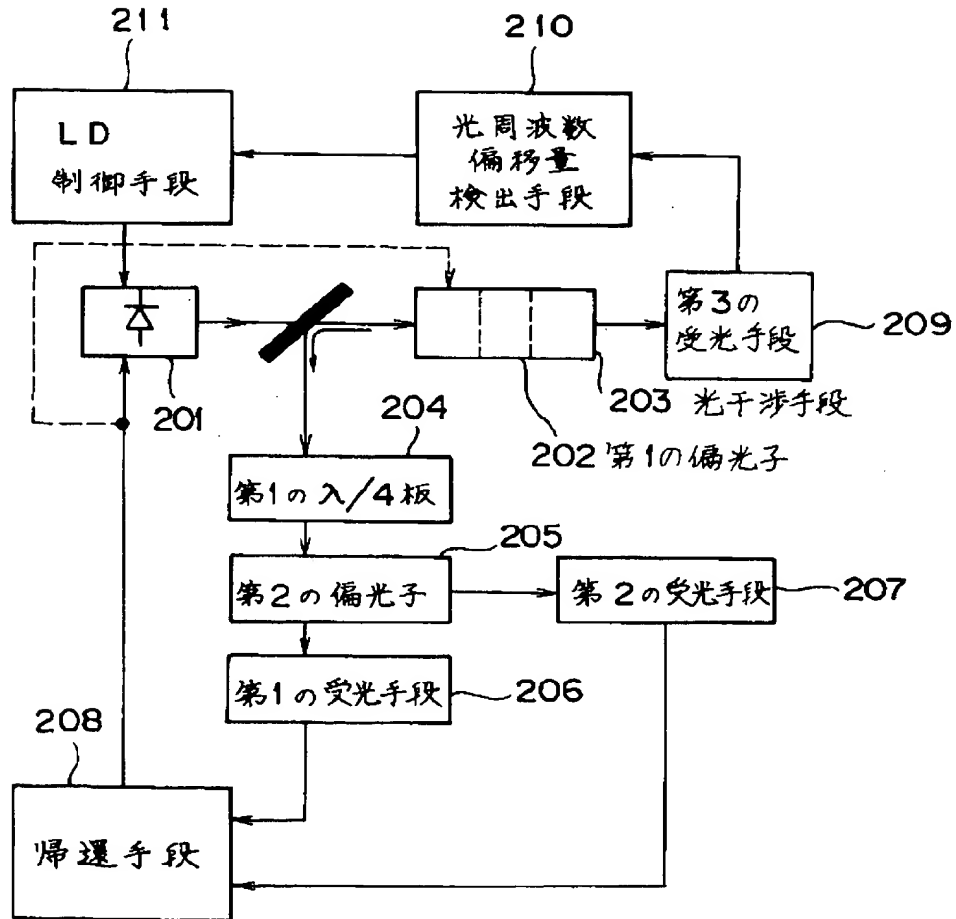 211
210
LD
制御手段
光周波数
偏移量
検出手段
第3の
受光手段
209
201
203 光干渉手段
202 第1の偏光子
204
第1の入/4板
205
第2の偏光子
第2の受光手段
207
第1の受光手段
206
208
帰還手段